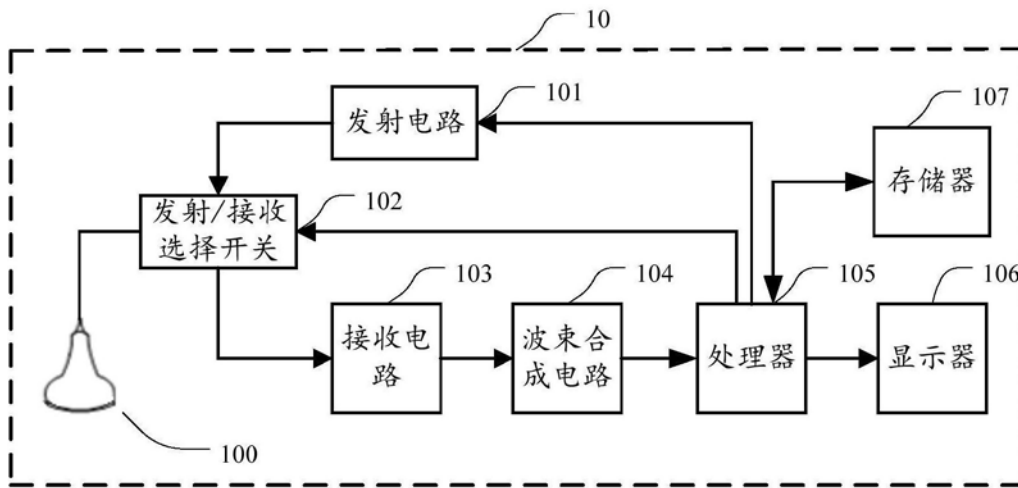 10
101
发射电路
107
存储器
发射/接收
选择开关
102
103
接收电
路
104
波束合
成电路
105
处理器
106
显示器
100